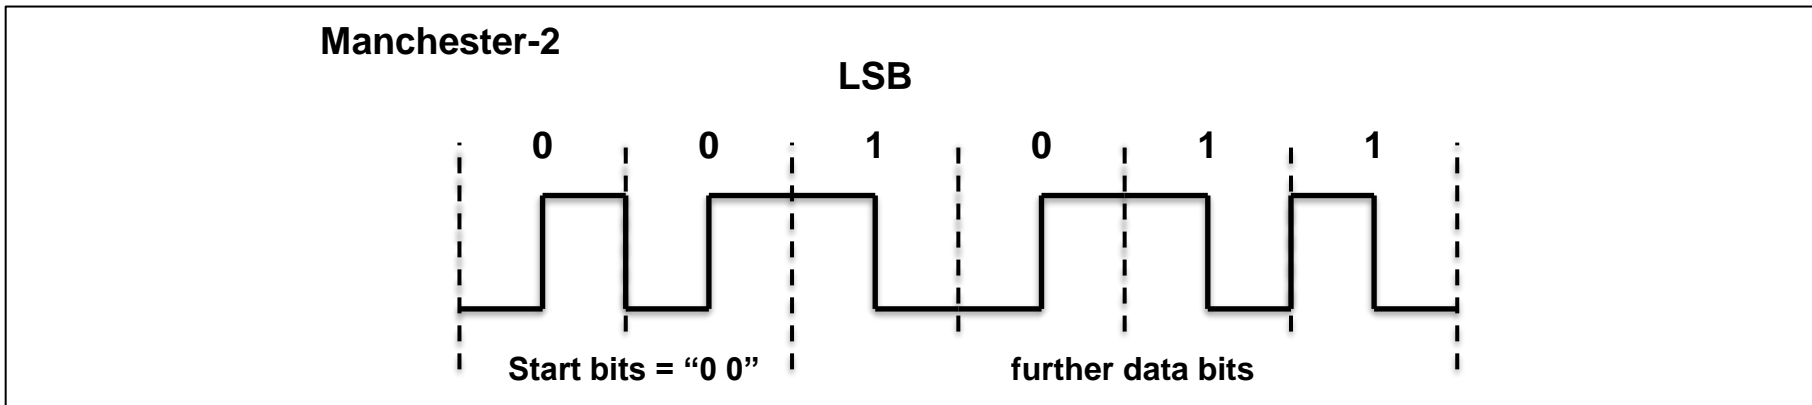 Manchester-2
LSB
0 0 1 0 1 1
Start bits = “0 0” further data bits